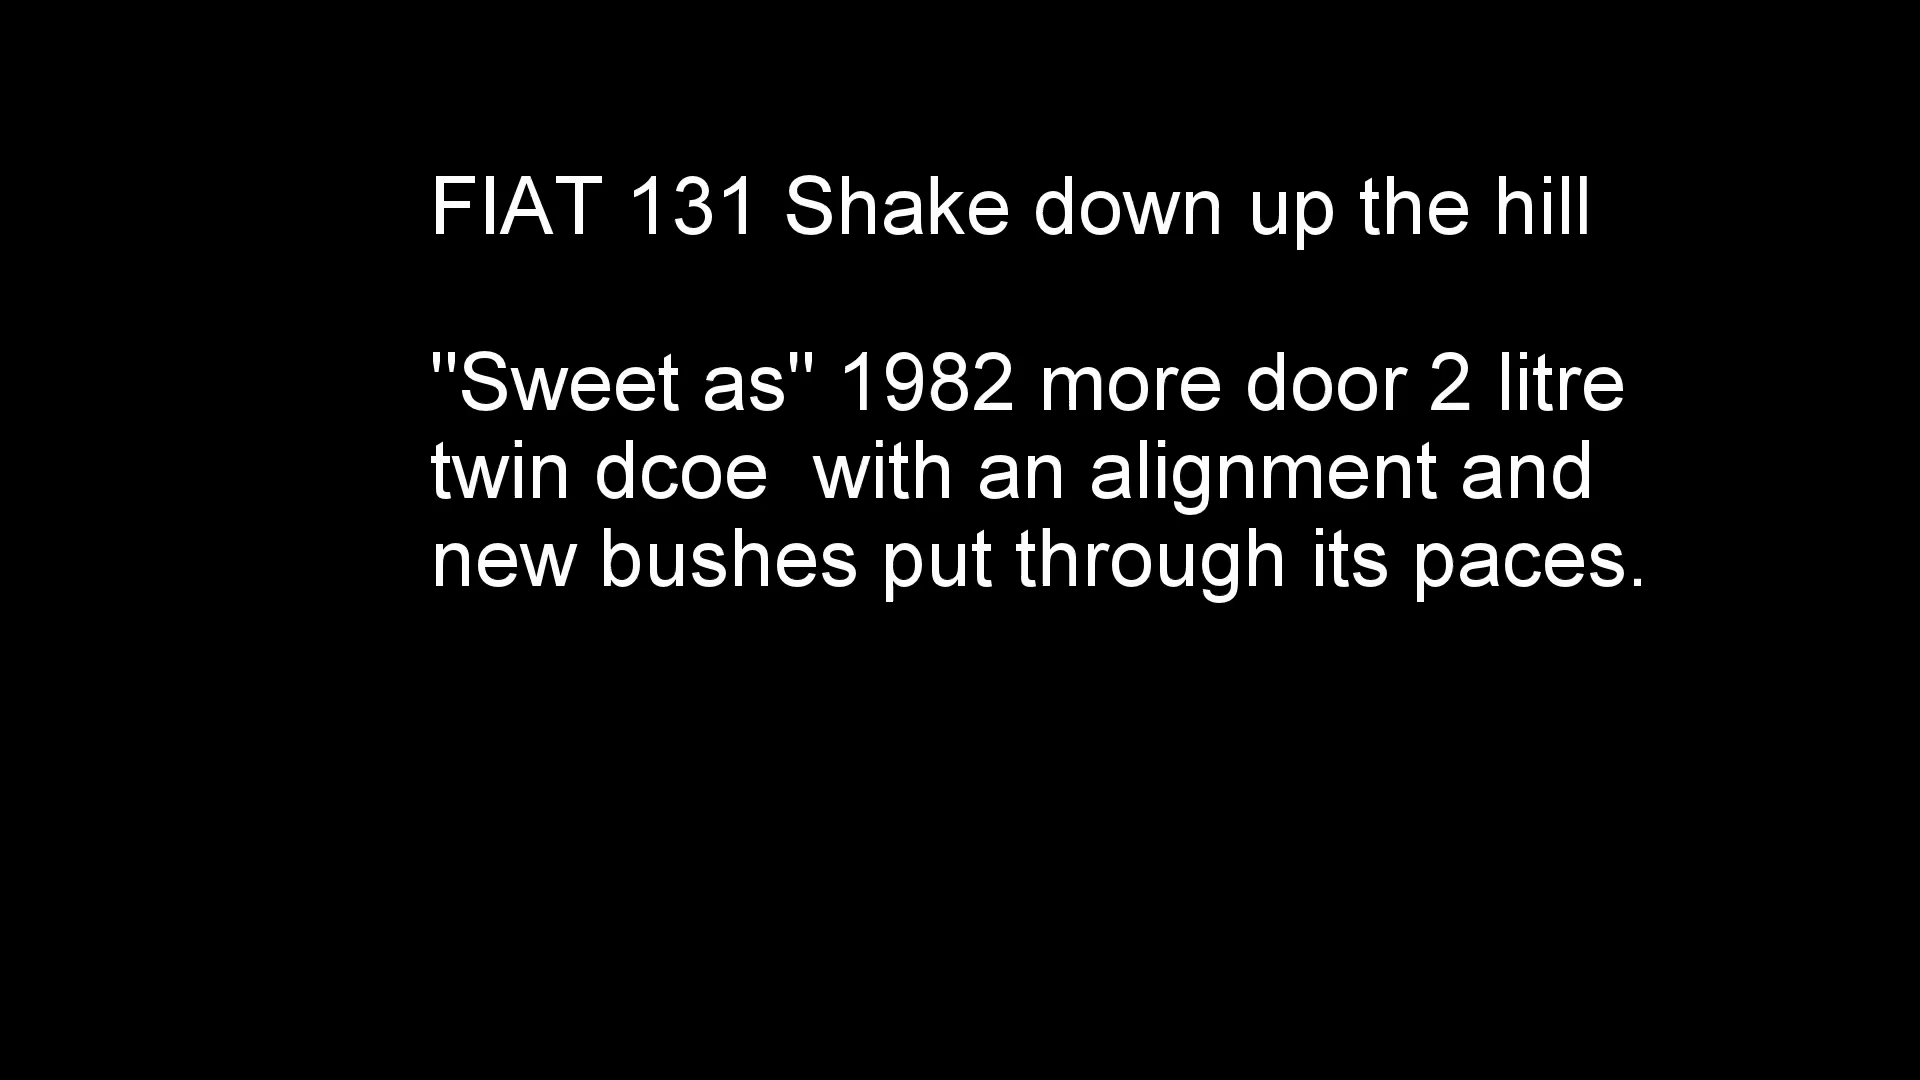 FIAT 131 Shake down up the hill
"Sweet as" 1982 more door 2 litre
twin dcoe  with an alignment and
new bushes put through its paces.